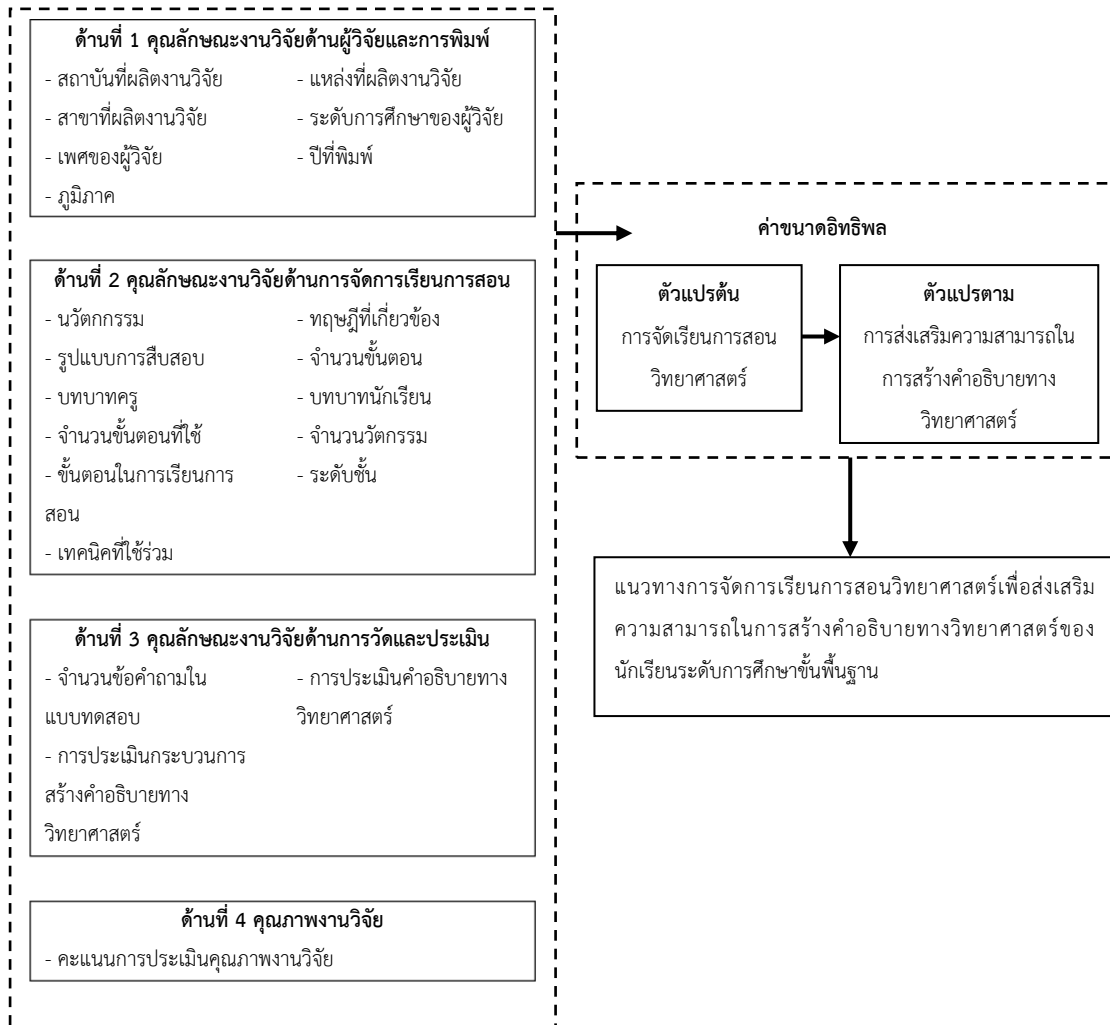 ด้านที่ 1 คุณลักษณะงานวิจัยด้านผู้วิจัยและการพิมพ์
- สถาบันที่ผลิตงานวิจัย - แหล่งที่ผลิตงานวิจัย
- สาขาที่ผลิตงานวิจัย - ระดับการศึกษาของผู้วิจัย
- เพศของผู้วิจัย - ปีที่พิมพ์
- ภูมิภาค
ด้านที่ 2 คุณลักษณะงานวิจัยด้านการจัดการเรียนการสอน
- นวัตกกรรม - ทฤษฎีที่เกี่ยวข้อง
- รูปแบบการสืบสอบ - จำนวนขั้นตอน
- บทบาทครู - บทบาทนักเรียน
- จำนวนขั้นตอนที่ใช้ - จำนวนวัตกรรม
- ขั้นตอนในการเรียนการ - ระดับชั้น
สอน
- เทคนิคที่ใช้ร่วม
ด้านที่ 3 คุณลักษณะงานวิจัยด้านการวัดและประเมิน
- จำนวนข้อคำถามใน - การประเมินคำอธิบายทาง
แบบทดสอบ วิทยาศาสตร์
- การประเมินกระบวนการ
สร้างคำอธิบายทาง
วิทยาศาสตร์
ด้านที่ 4 คุณภาพงานวิจัย
- คะแนนการประเมินคุณภาพงานวิจัย
ค่าขนาดอิทธิพล
ตัวแปรต้น
การจัดเรียนการสอน
วิทยาศาสตร์
ตัวแปรตาม
การส่งเสริมความสามารถใน
การสร้างคำอธิบายทาง
วิทยาศาสตร์
แนวทางการจัดการเรียนการสอนวิทยาศาสตร์เพื่อส่งเสริม
ความสามารถในการสร้างคำอธิบายทางวิทยาศาสตร์ของ
นักเรียนระดับการศึกษาขั้นพื้นฐาน